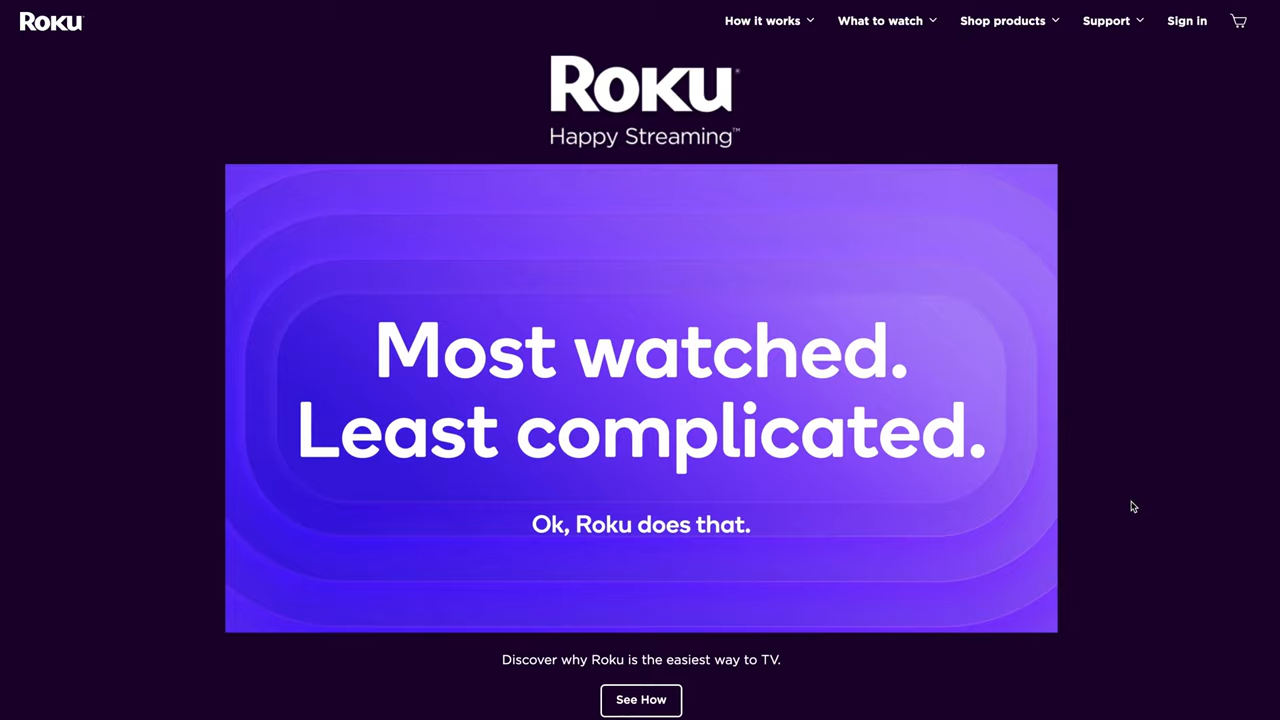 Roku
How it works
What to watch
Shop products
Support
Sign in
Roku
Happy Streaming™
Most watched.
Least complicated.
Ok, Roku does that.
Discover why Roku is the easiest way to TV.
See How